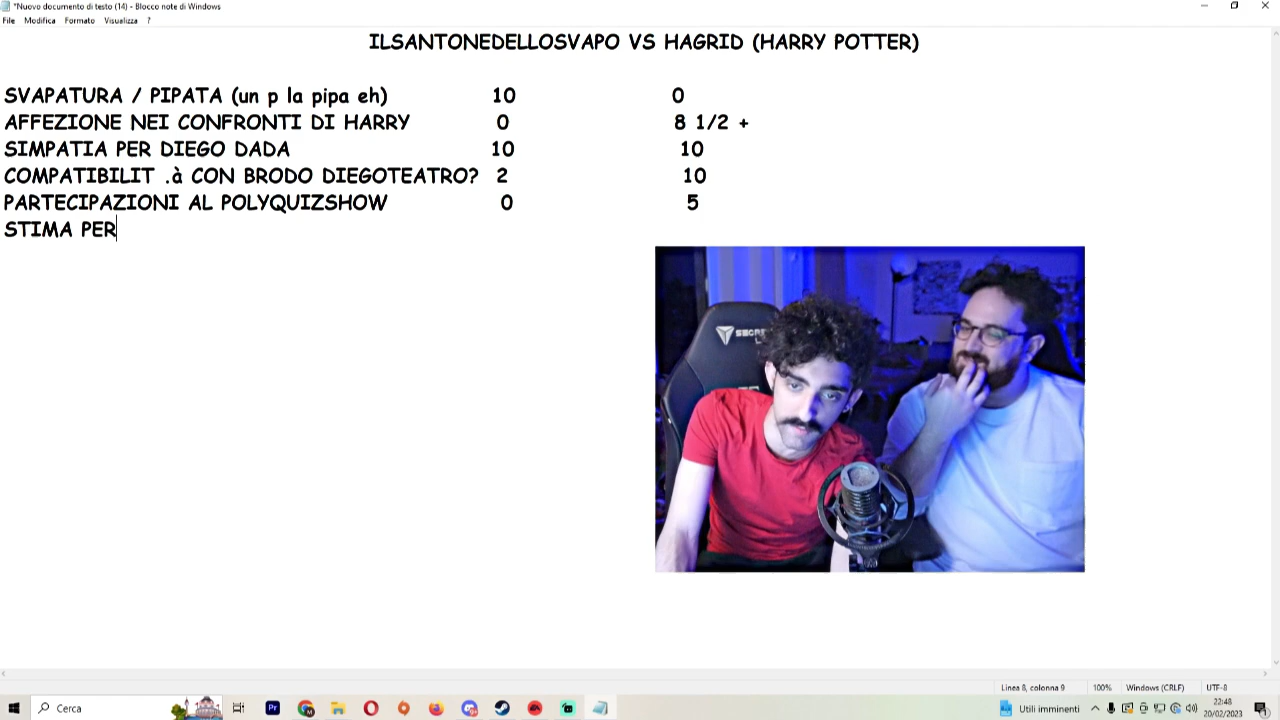 *Nuovo documento di testo (14) - Blocco note di Windows
File Modifica Formato Visualizza ?
ILSANTONEDELLOSVAPO VS HAGRID (HARRY POTTER)
SVAPATURA / PIPATA (un p la pipa eh) 10 0
AFFEZIONE NEI CONFRONTI DI HARRY 0 8 1/2 +
SIMPATIA PER DIEGO DADA 10 10
COMPATIBILIT .à CON BRODO DIEGOTEATRO? 2 10
PARTECIPAZIONI AL POLYQUIZSHOW 0 5
STIMA PER
Linea 8, colonna 9 100% Windows (CRLF) UTF-8
Cerca
Pr
Utili imminenti
22:48
20/02/2023